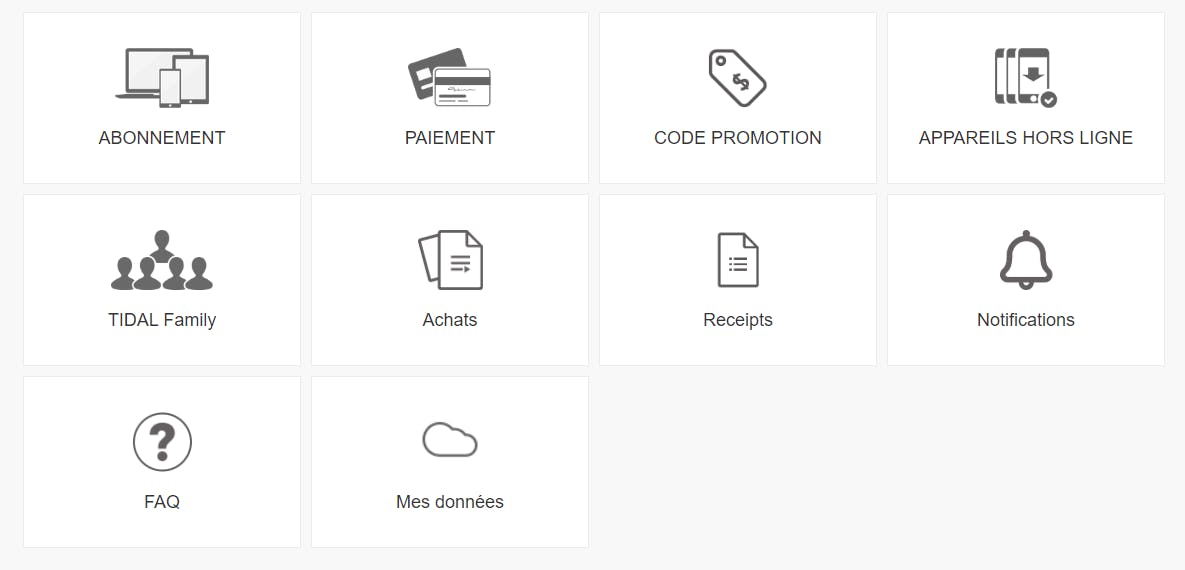 ABONNEMENT
PAIEMENT
CODE PROMOTION
APPAREILS HORS LIGNE
TIDAL Family
Achats
Receipts
Notifications
FAQ
Mes données